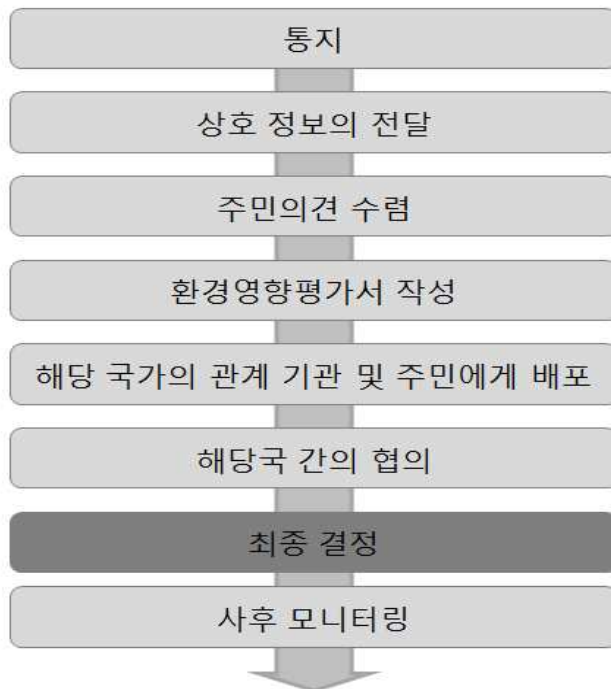 통지
상호 정보의 전달
주민의견 수렴
환경영향평가서 작성
해당 국가의 관계 기관 및 주민에게 배포
해당국 간의 협의
최종 결정
사후 모니터링